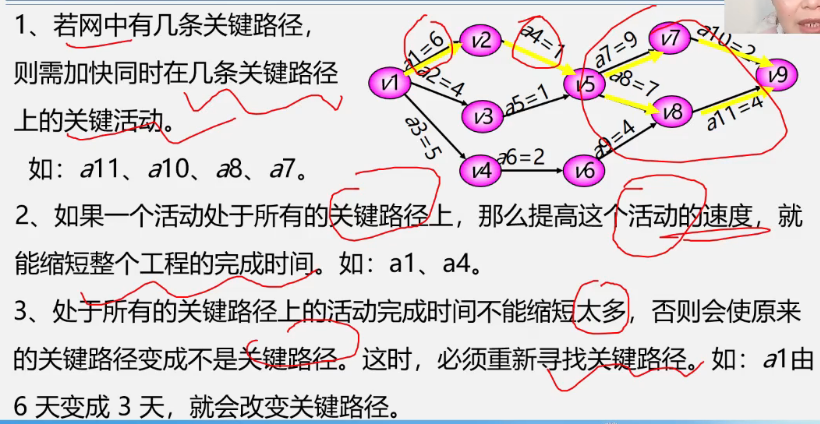 1、若网中有几条关键路径，
则需加快同时在几条关键路径
上的关键活动。
如：a11、a10、a8、a7。
v1
v2
v3
v4
v5
v6
v7
v8
v9
a1=6
a2=4
a3=5
a4=1
a5=1
a6=2
a7=9
a8=7
a9=4
a10=2
a11=4
2、如果一个活动处于所有的关键路径上，那么提高这个活动的速度，就
能缩短整个工程的完成时间。如：a1、a4。
3、处于所有的关键路径上的活动完成时间不能缩短太多，否则会使原来
的关键路径变成不是关键路径。这时，必须重新寻找关键路径。如：a1由
6 天变成 3 天，就会改变关键路径。